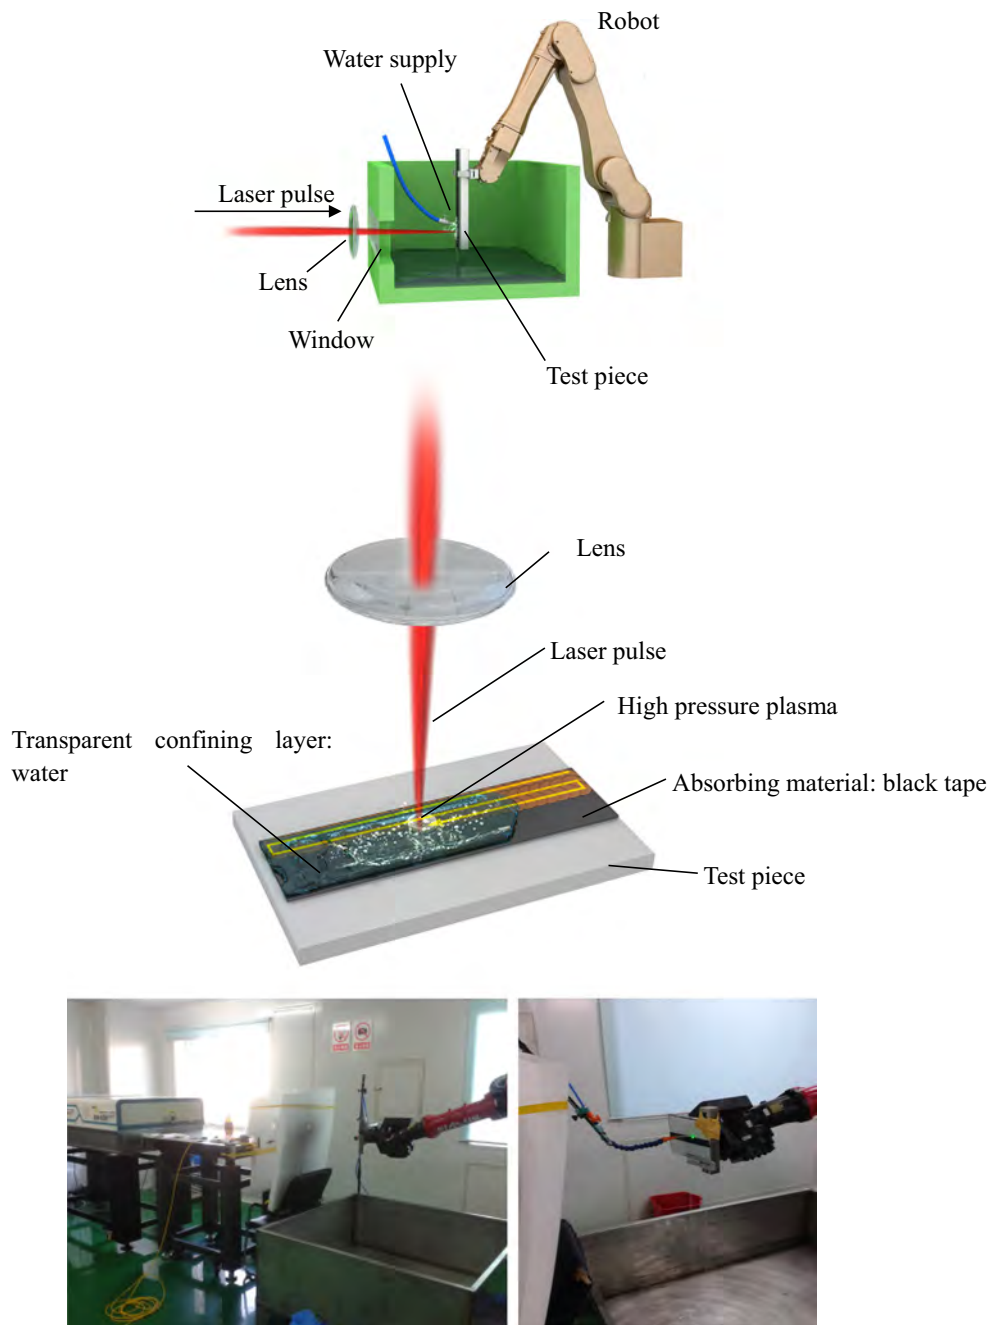 Robot
Water supply
Laser pulse
Lens
Window
Test piece
Lens
Laser pulse
High pressure plasma
Transparent confining layer:
water
Absorbing material: black tape
Test piece